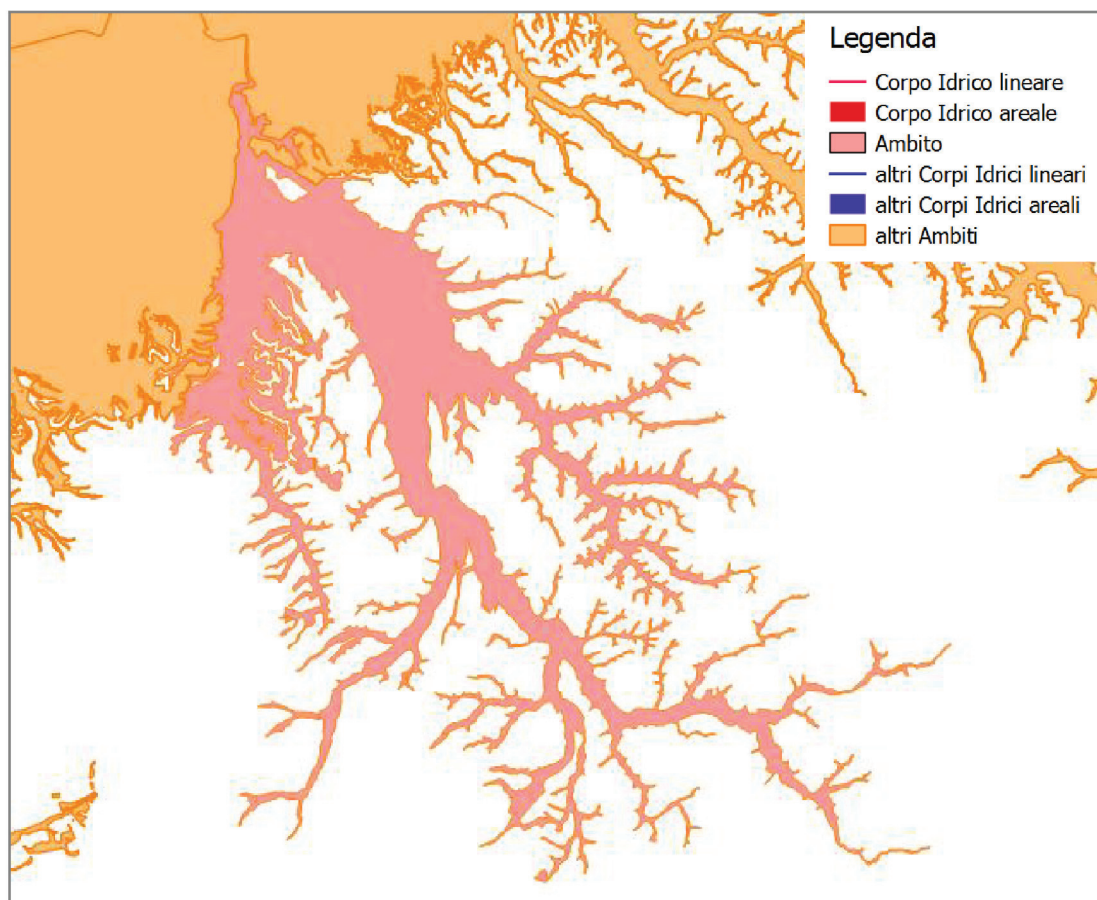 Legenda
Corpo Idrico lineare
Corpo Idrico areale
Ambito
altri Corpi Idrici lineari
altri Corpi Idrici areali
altri Ambiti